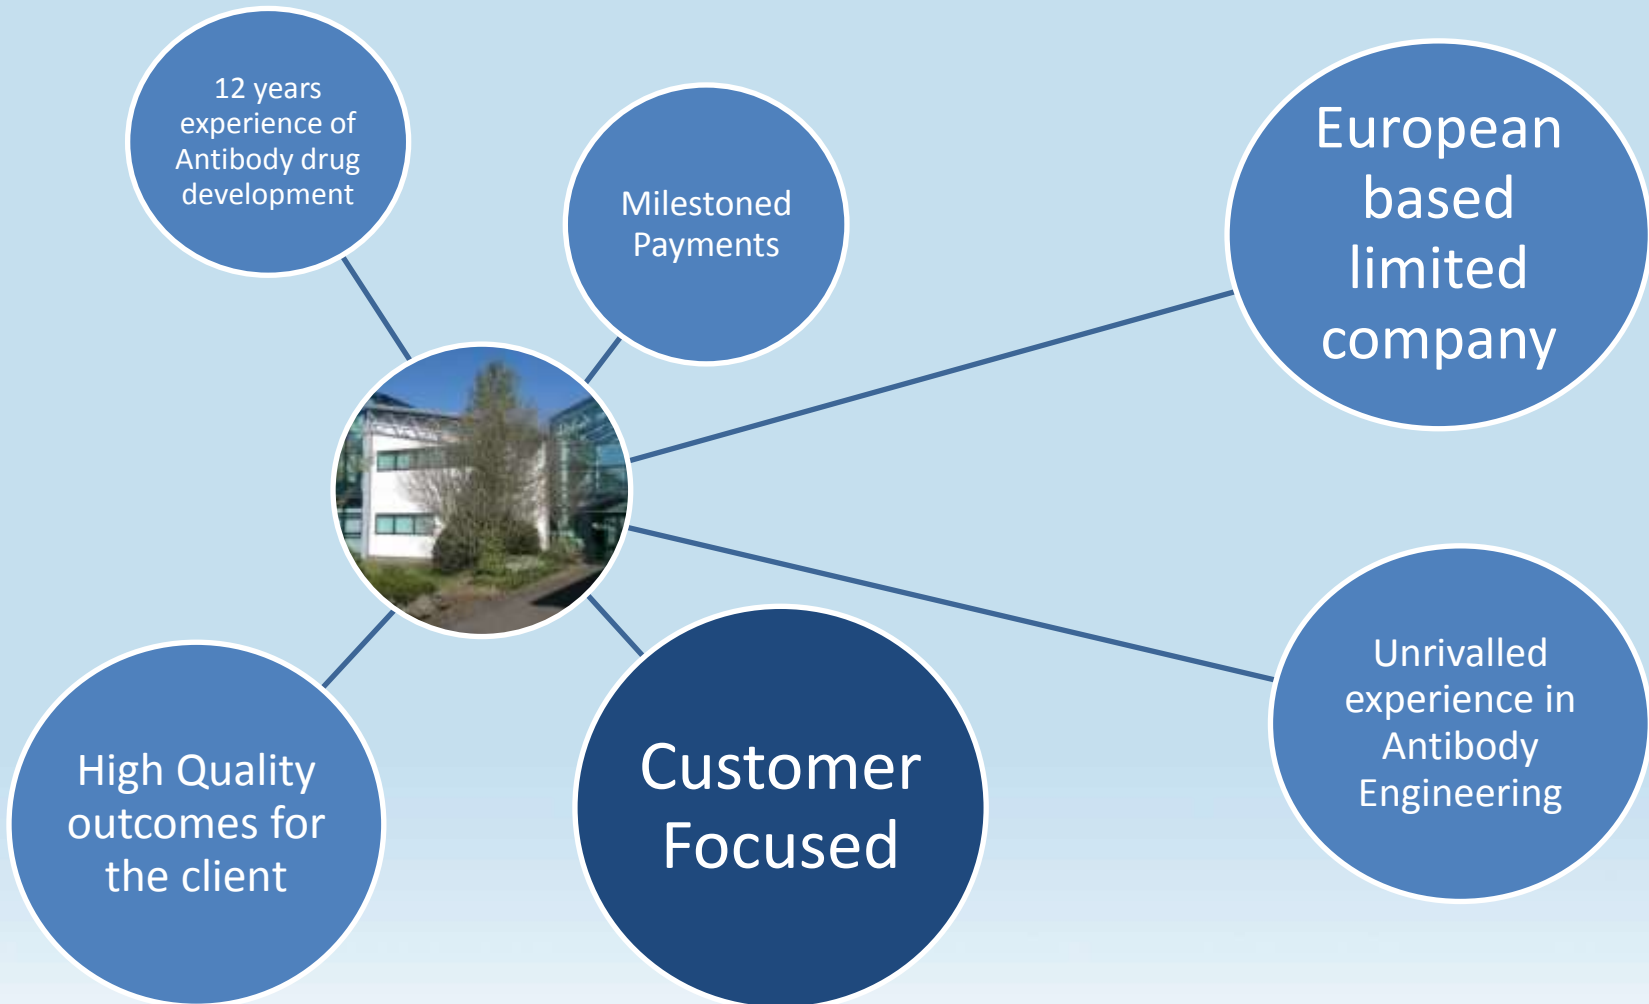 12 years
experience of
Antibody drug
development
Milestoned
Payments
European
based
limited
company
Unrivalled
experience in
Antibody
Engineering
Customer
Focused
High Quality
outcomes for
the client